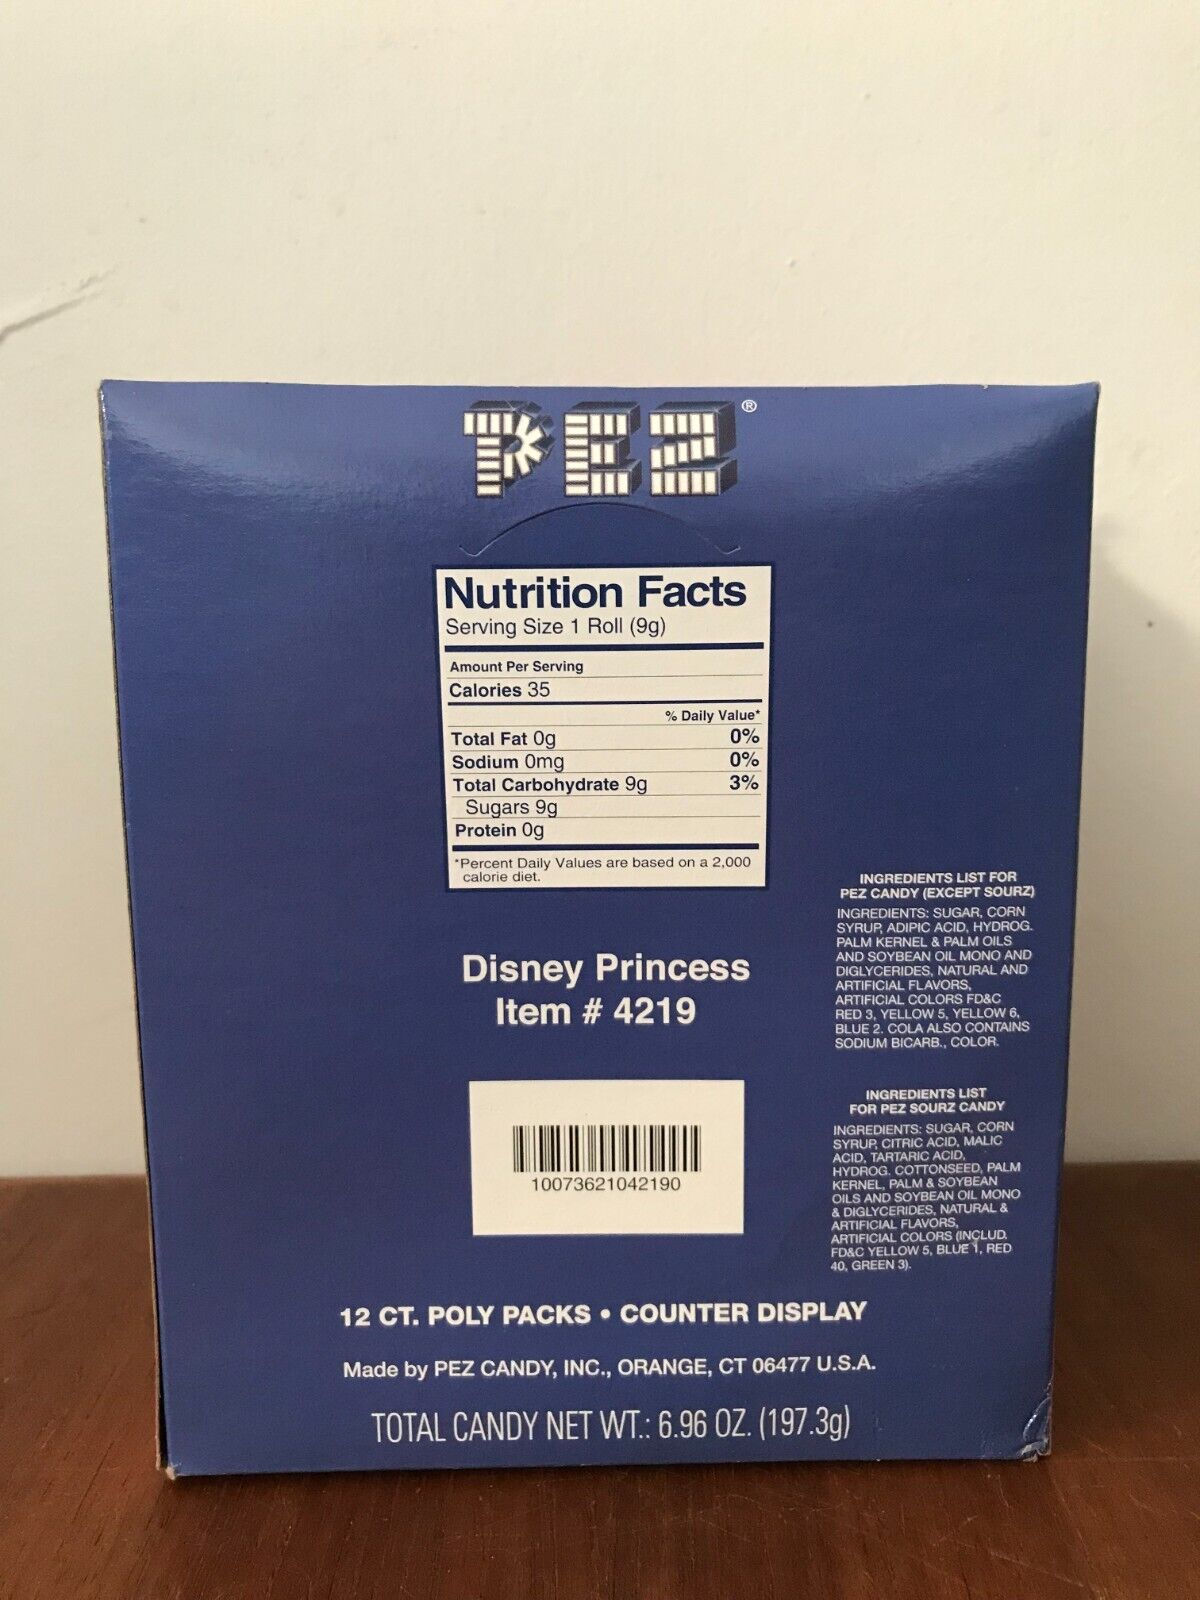 PEZ®
Nutrition Facts
Serving Size 1 Roll (9g)
Amount Per Serving
Calories 35
% Daily Value*
Total Fat 0g 0%
Sodium 0mg 0%
Total Carbohydrate 9g 3%
Sugars 9g
Protein 0g
*Percent Daily Values are based on a 2,000
calorie diet.
Disney Princess
Item # 4219
10073621042190
INGREDIENTS LIST FOR
PEZ CANDY (EXCEPT SOURZ)
INGREDIENTS: SUGAR, CORN
SYRUP, ADIPIC ACID, HYDROG.
PALM KERNEL & PALM OILS
AND SOYBEAN OIL MONO AND
DIGLYCERIDES, NATURAL AND
ARTIFICIAL FLAVORS,
ARTIFICIAL COLORS FD&C
RED 3, YELLOW 5, YELLOW 6,
BLUE 2. COLA ALSO CONTAINS
SODIUM BICARB., COLOR.
INGREDIENTS LIST
FOR PEZ SOURZ CANDY
INGREDIENTS: SUGAR, CORN
SYRUP, CITRIC ACID, MALIC
ACID, TARTARIC ACID,
HYDROG. COTTONSEED, PALM
KERNEL, PALM & SOYBEAN
OILS AND SOYBEAN OIL MONO
& DIGLYCERIDES, NATURAL &
ARTIFICIAL FLAVORS,
ARTIFICIAL COLORS (INCLUD.
FD&C YELLOW 5, BLUE 1, RED
40, GREEN 3).
12 CT. POLY PACKS • COUNTER DISPLAY
Made by PEZ CANDY, INC., ORANGE, CT 06477 U.S.A.
TOTAL CANDY NET WT.: 6.96 OZ. (197.3g)